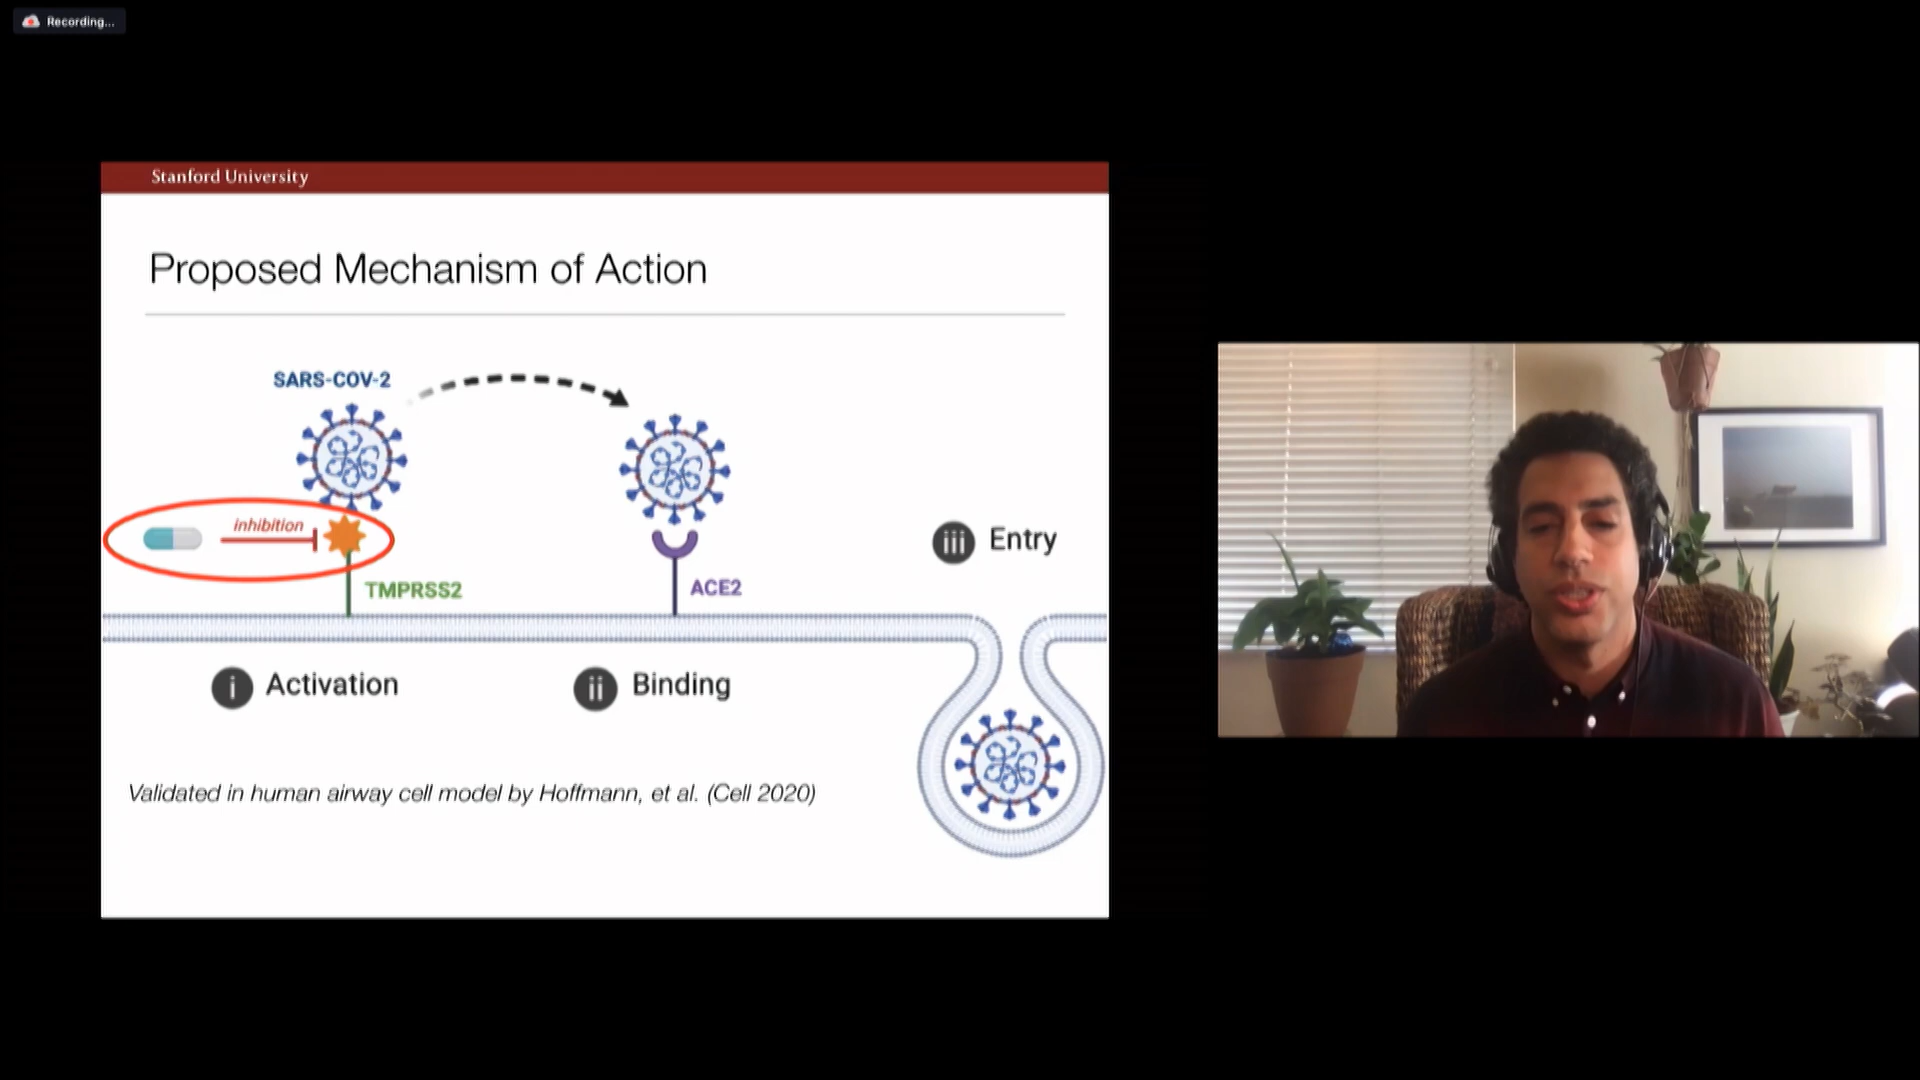 Recording...
Stanford University
Proposed Mechanism of Action
SARS-COV-2
inhibition
TMPRSS2
ACE2
iii Entry
i Activation
ii Binding
Validated in human airway cell model by Hoffmann, et al. (Cell 2020)